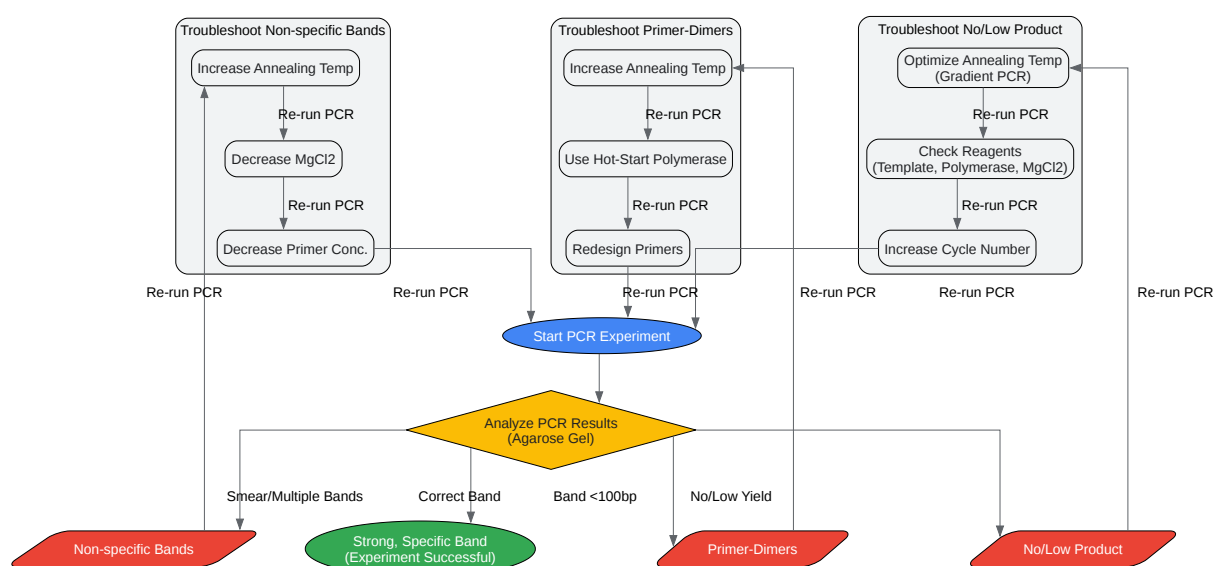 Troubleshoot Non-specific Bands
Increase Annealing Temp
Re-run PCR
Decrease MgCl2
Re-run PCR
Decrease Primer Conc.
Troubleshoot Primer-Dimers
Increase Annealing Temp
Re-run PCR
Use Hot-Start Polymerase
Re-run PCR
Redesign Primers
Troubleshoot No/Low Product
Optimize Annealing Temp
(Gradient PCR)
Re-run PCR
Check Reagents
(Template, Polymerase, MgCl2)
Re-run PCR
Increase Cycle Number
Re-run PCR
Re-run PCR
Re-run PCR
Re-run PCR
Re-run PCR
Re-run PCR
Start PCR Experiment
Analyze PCR Results
(Agarose Gel)
Smear/Multiple Bands
Correct Band
Band <100bp
No/Low Yield
Non-specific Bands
Strong, Specific Band
(Experiment Successful)
Primer-Dimers
No/Low Product